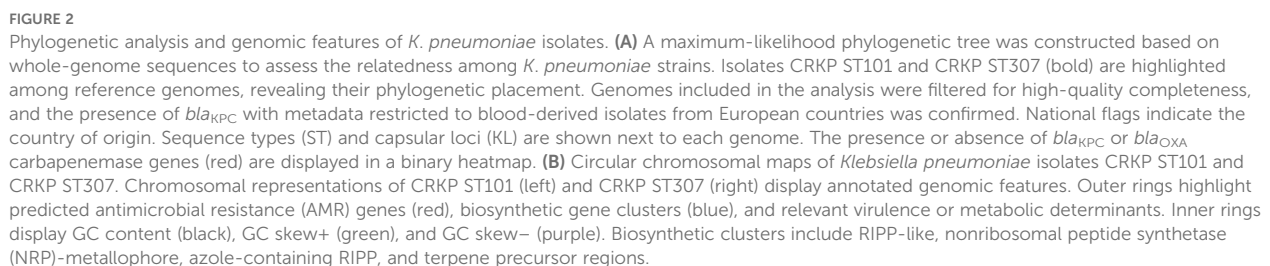 FIGURE 2
Phylogenetic analysis and genomic features of K. pneumoniae isolates. (A) A maximum-likelihood phylogenetic tree was constructed based on
whole-genome sequences to assess the relatedness among K. pneumoniae strains. Isolates CRKP ST101 and CRKP ST307 (bold) are highlighted
among reference genomes, revealing their phylogenetic placement. Genomes included in the analysis were filtered for high-quality completeness,
and the presence of blaKPC with metadata restricted to blood-derived isolates from European countries was confirmed. National flags indicate the
country of origin. Sequence types (ST) and capsular loci (KL) are shown next to each genome. The presence or absence of blaKPC or blaOXA
carbapenemase genes (red) are displayed in a binary heatmap. (B) Circular chromosomal maps of Klebsiella pneumoniae isolates CRKP ST101 and
CRKP ST307. Chromosomal representations of CRKP ST101 (left) and CRKP ST307 (right) display annotated genomic features. Outer rings highlight
predicted antimicrobial resistance (AMR) genes (red), biosynthetic gene clusters (blue), and relevant virulence or metabolic determinants. Inner rings
display GC content (black), GC skew+ (green), and GC skew− (purple). Biosynthetic clusters include RIPP-like, nonribosomal peptide synthetase
(NRP)-metallophore, azole-containing RIPP, and terpene precursor regions.